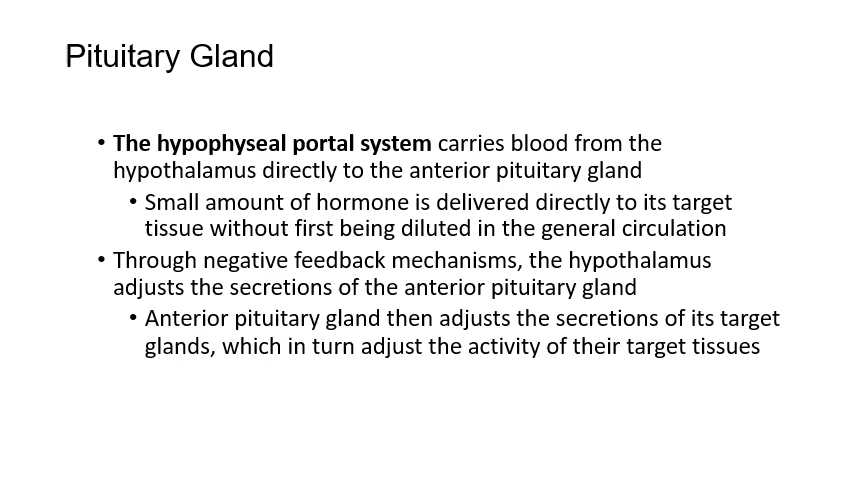 Pituitary Gland
• The hypophyseal portal system carries blood from the
hypothalamus directly to the anterior pituitary gland
• Small amount of hormone is delivered directly to its target
tissue without first being diluted in the general circulation
• Through negative feedback mechanisms, the hypothalamus
adjusts the secretions of the anterior pituitary gland
• Anterior pituitary gland then adjusts the secretions of its target
glands, which in turn adjust the activity of their target tissues